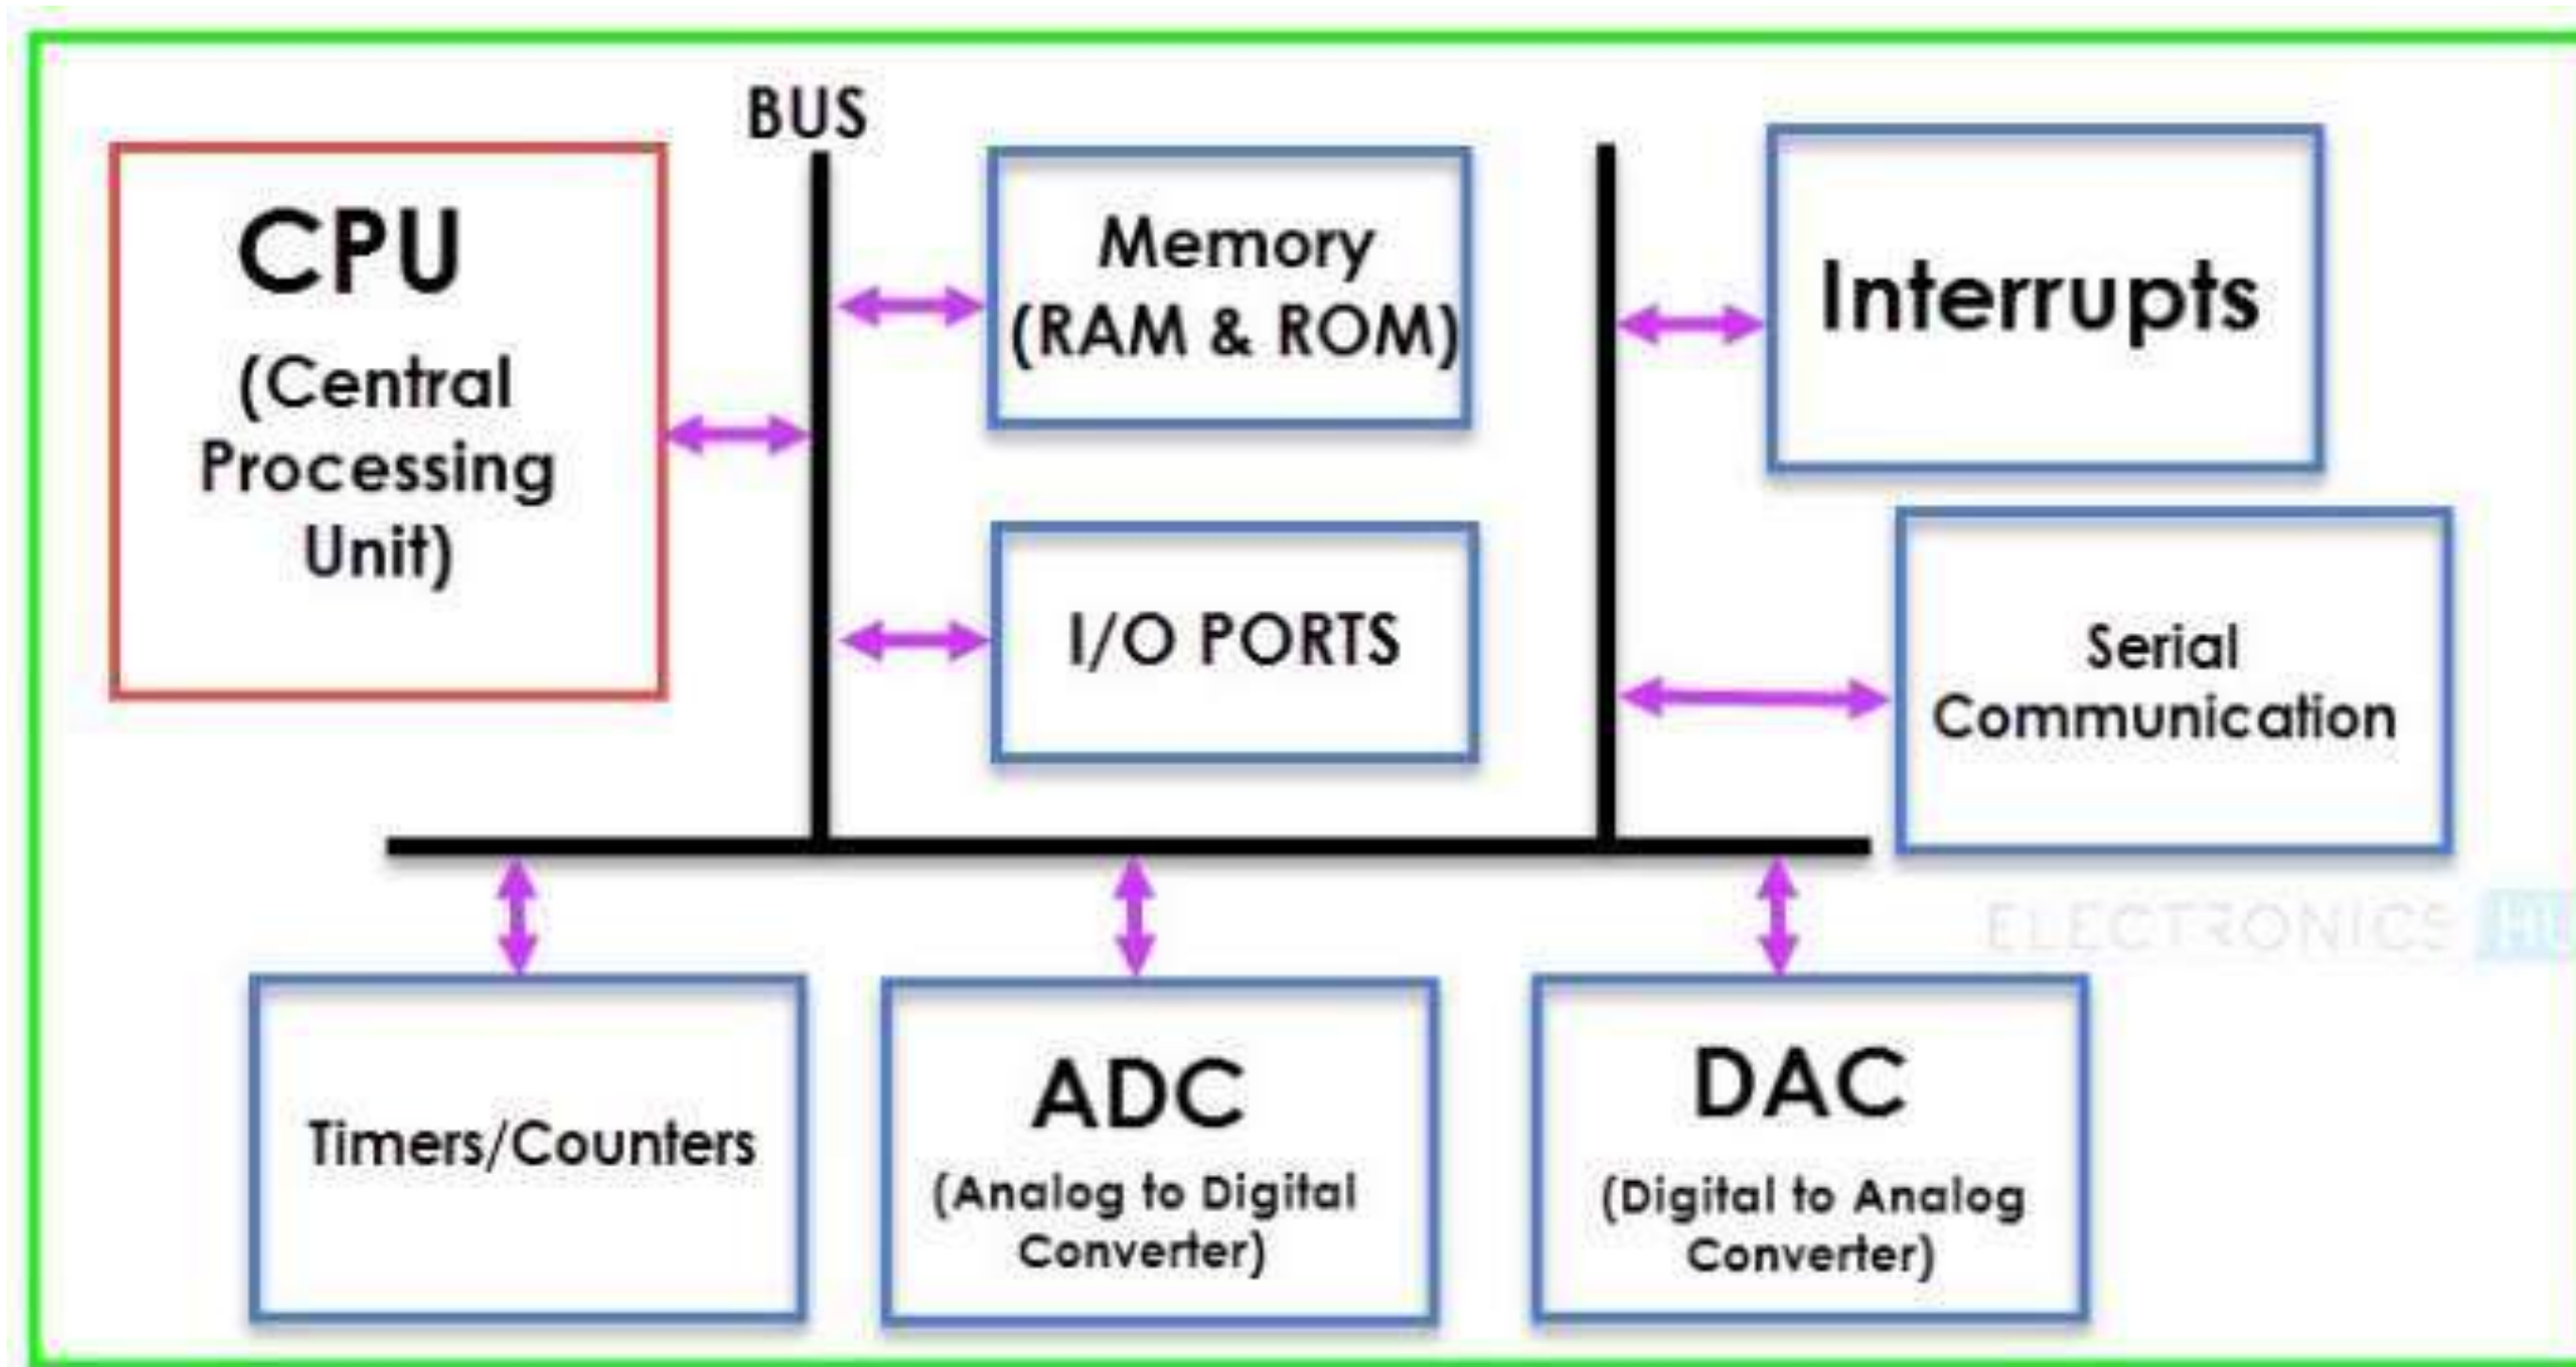 BUS
CPU
(Central
Processing
Unit)
Memory
(RAM & ROM)
I/O PORTS
Interrupts
Serial
Communication
ELECTRONICS
Timers/Counters
ADC
(Analog to Digital
Converter)
DAC
(Digital to Analog
Converter)